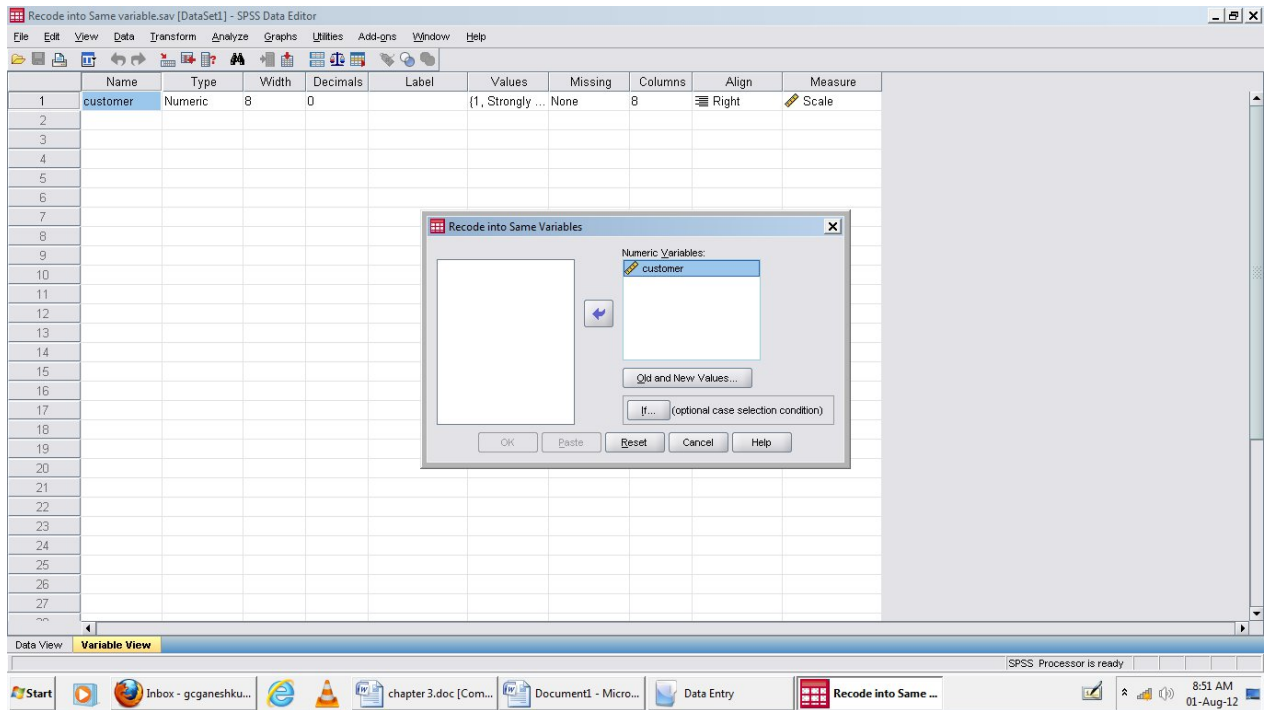 Recode into Same variable.sav [DataSet1] - SPSS Data Editor
File Edit View Data Transform Analyze Graphs Utilities Add-ons Window Help
Name Type Width Decimals Label Values Missing Columns Align Measure
1 customer Numeric 8 0 {1, Strongly ... None 8 Right Scale
2
3
4
5
6
7
8
9
10
11
12
13
14
15
16
17
18
19
20
21
22
23
24
25
26
27
Recode into Same Variables
Numeric Variables:
customer
Old and New Values...
If... (optional case selection condition)
OK Paste Reset Cancel Help
Data View Variable View
SPSS Processor is ready
Start Inbox - gcganeshku... chapter 3.doc [Com... Document1 - Micro... Data Entry Recode into Same ... 8:51 AM
01-Aug-12